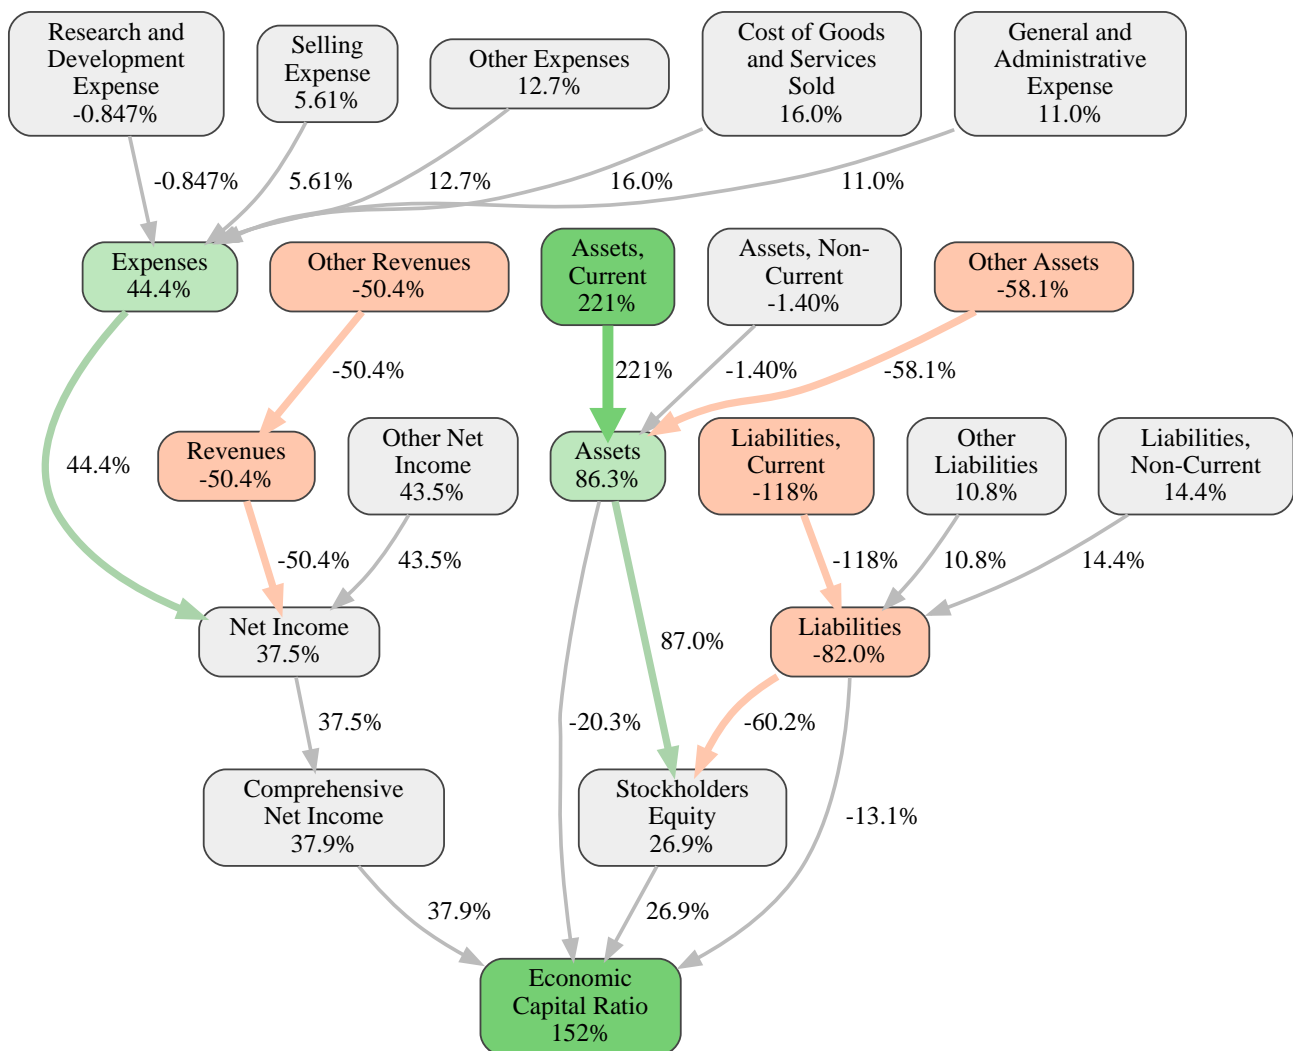 Research and
Development
Expense
-0.847%
Selling
Expense
5.61%
Other Expenses
12.7%
Cost of Goods
and Services
Sold
16.0%
General and
Administrative
Expense
11.0%
-0.847%
5.61%
12.7%
16.0%
11.0%
Expenses
44.4%
Other Revenues
-50.4%
Assets,
Current
221%
Assets, Non-
Current
-1.40%
Other Assets
-58.1%
-50.4%
221%
-1.40%
-58.1%
44.4%
Revenues
-50.4%
Other Net
Income
43.5%
Assets
86.3%
Liabilities,
Current
-118%
Other
Liabilities
10.8%
Liabilities,
Non-Current
14.4%
-50.4%
43.5%
-118%
10.8%
14.4%
Net Income
37.5%
87.0%
Liabilities
-82.0%
37.5%
-20.3%
-60.2%
Comprehensive
Net Income
37.9%
Stockholders
Equity
26.9%
-13.1%
37.9%
26.9%
Economic
Capital Ratio
152%